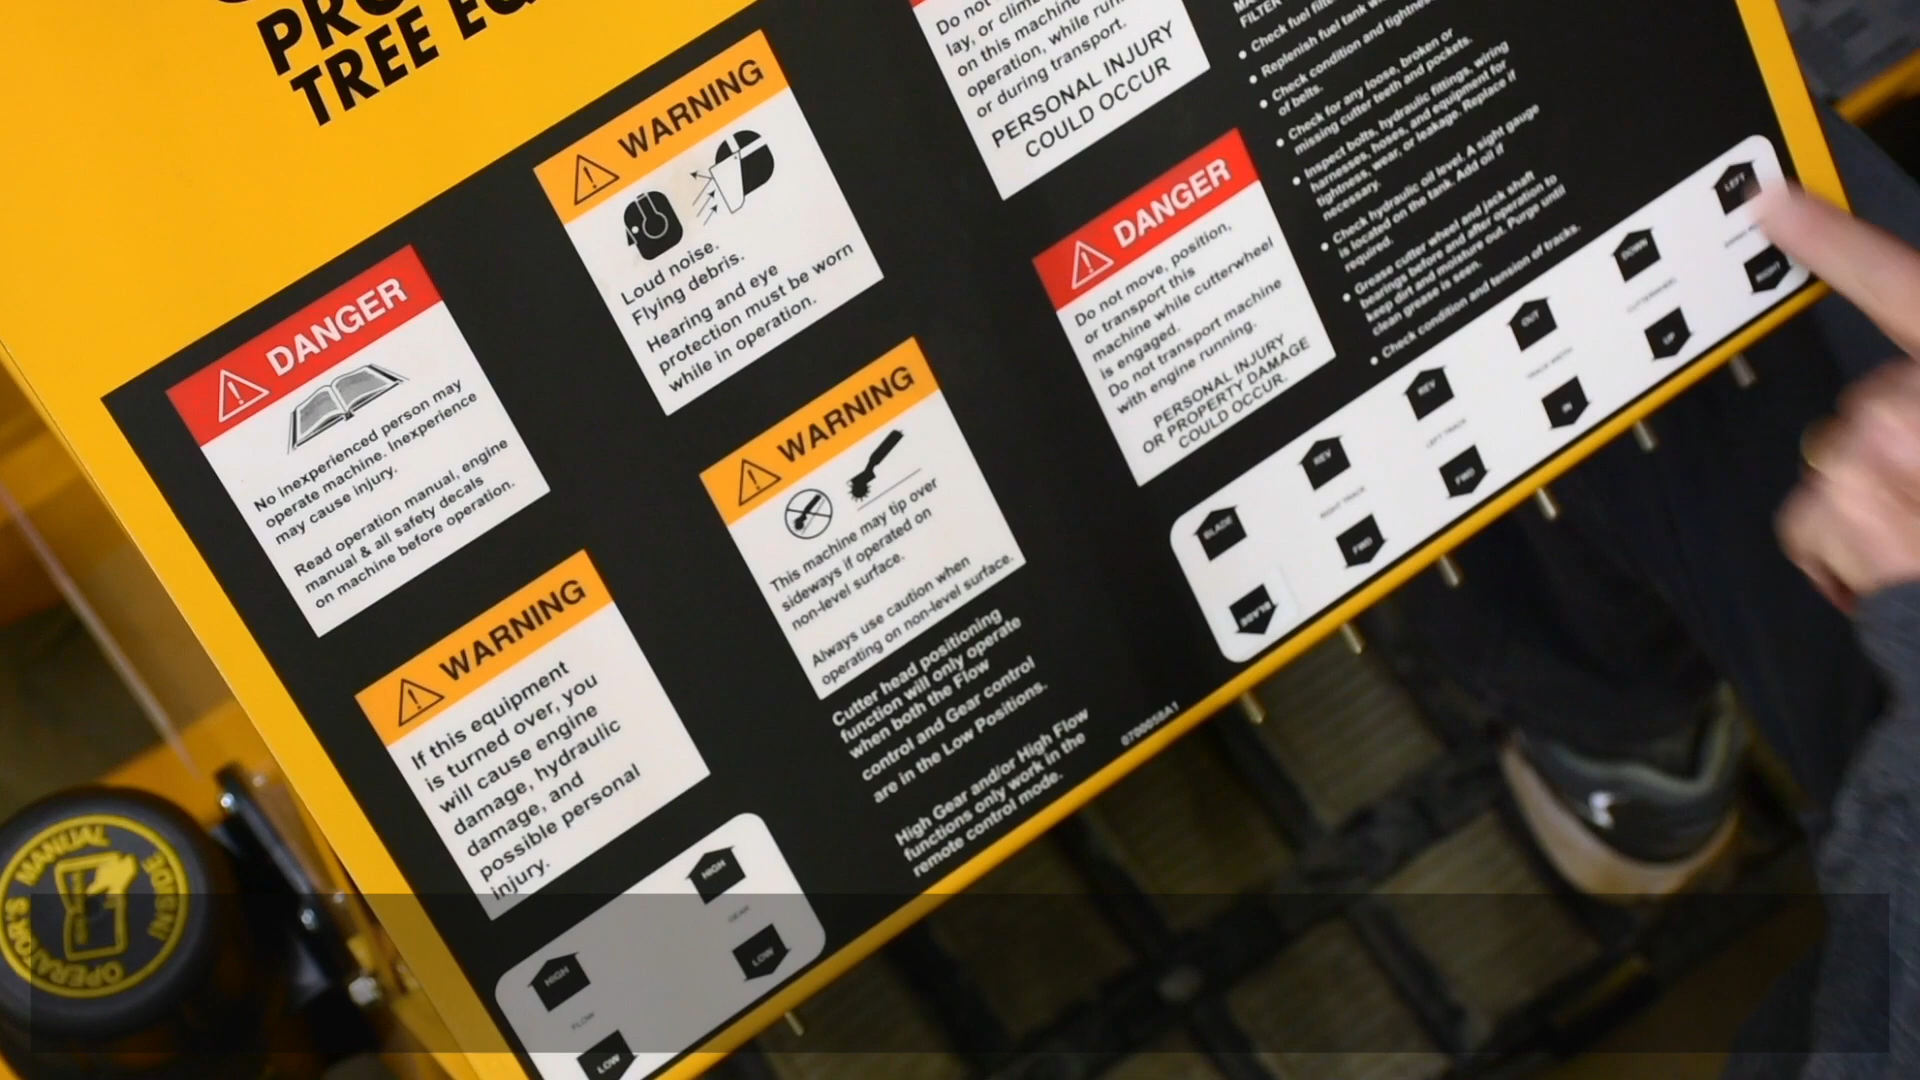 TREE
DANGER
No inexperienced person may
operate machine. Inexperience
may cause injury.
Read operation manual, engine
manual & all safety decals
on machine before operation.
WARNING
If this equipment
is turned over, you
will cause engine
damage, hydraulic
damage, and
possible personal
injury.
HIGH
HIGH
FLOW
GEAR
LOW
LOW
WARNING
Loud noise.
Flying debris.
Hearing and eye
protection must be worn
while in operation.
WARNING
This machine may tip over
sideways if operated on
non-level surface.
Always use caution when
operating on non-level surface.
Cutter head positioning
function will only operate
when both the Flow
control and Gear control
are in the Low Positions.
High Gear and/or High Flow
functions only work in the
remote control mode.
0700058A1
Do not
lay, or climb
on this machine
operation, while
or during transport.
PERSONAL INJURY
COULD OCCUR
DANGER
Do not move, position,
or transport this
machine while cutterwheel
is engaged.
Do not transport machine
with engine running.
PERSONAL INJURY
OR PROPERTY DAMAGE
COULD OCCUR.
FILTER
• Check fuel
• Replenish fuel tank
• Check condition and tightness
of belts.
• Check for any loose, broken or
missing cutter teeth and pockets.
• Inspect bolts, hydraulic fittings, wiring
harnesses, hoses, and equipment for
tightness, wear, or leakage. Replace if
necessary.
• Check hydraulic oil level. A sight gauge
is located on the tank. Add oil if
required.
• Grease cutter wheel and jack shaft
bearings before and after operation to
keep dirt and moisture out. Purge until
clean grease is seen.
• Check condition and tension of tracks.
BLADE
REV
REV
OUT
DOWN
LEFT
RIGHT TRACK
LEFT TRACK
TRACK WIDTH
CUTTERWHEEL
BLADE
FWD
FWD
IN
UP
RIGHT
OPERATOR'S MANUAL
INSIDE